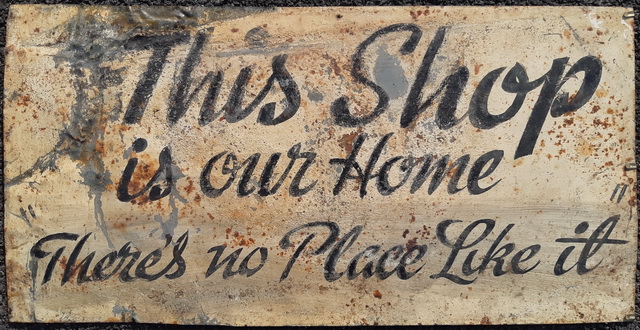 This Shop
is our Home
"There's no Place Like it"